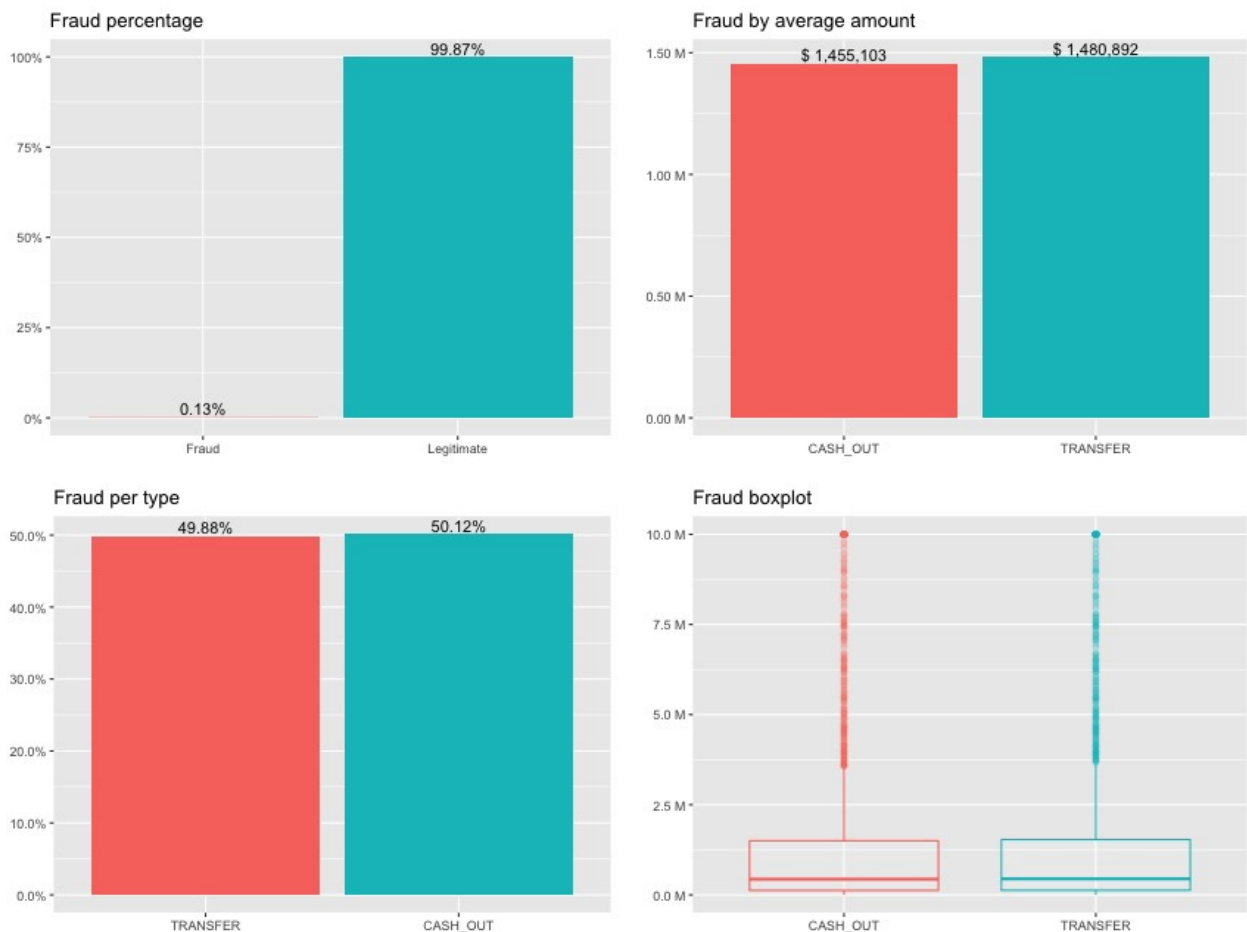 Fraud percentage
99.87%
100%
75%
50%
25%
0.13%
0%
Fraud Legitimate
Fraud by average amount
1.50 M
$ 1,455,103 $ 1,480,892
1.00 M
0.50 M
0.00 M
CASH_OUT TRANSFER
Fraud per type
49.88% 50.12%
50.0%
40.0%
30.0%
20.0%
10.0%
0.0%
TRANSFER CASH_OUT
Fraud boxplot
10.0 M
7.5 M
5.0 M
2.5 M
0.0 M
CASH_OUT TRANSFER